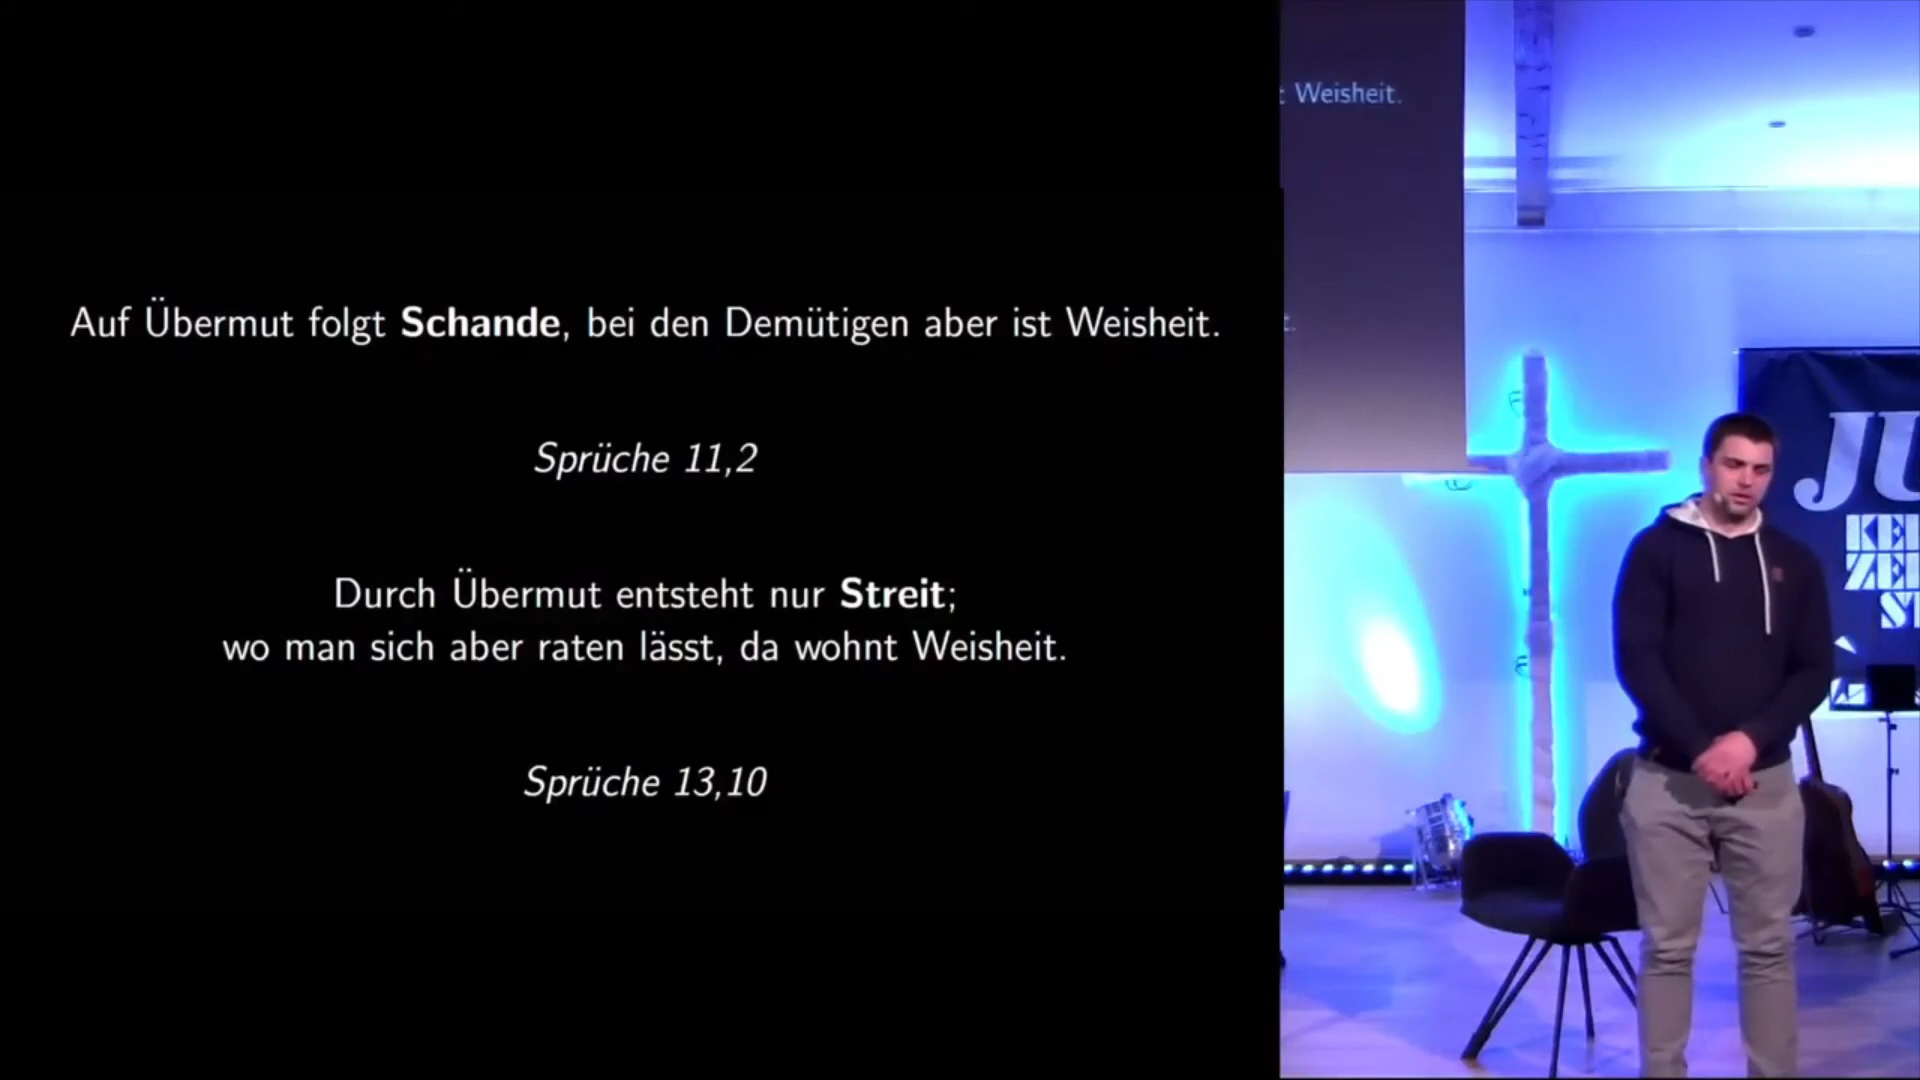 Auf Übermut folgt Schande, bei den Demütigen aber ist Weisheit.
Sprüche 11,2
Durch Übermut entsteht nur Streit;
wo man sich aber raten lässt, da wohnt Weisheit.
Sprüche 13,10
Weisheit.